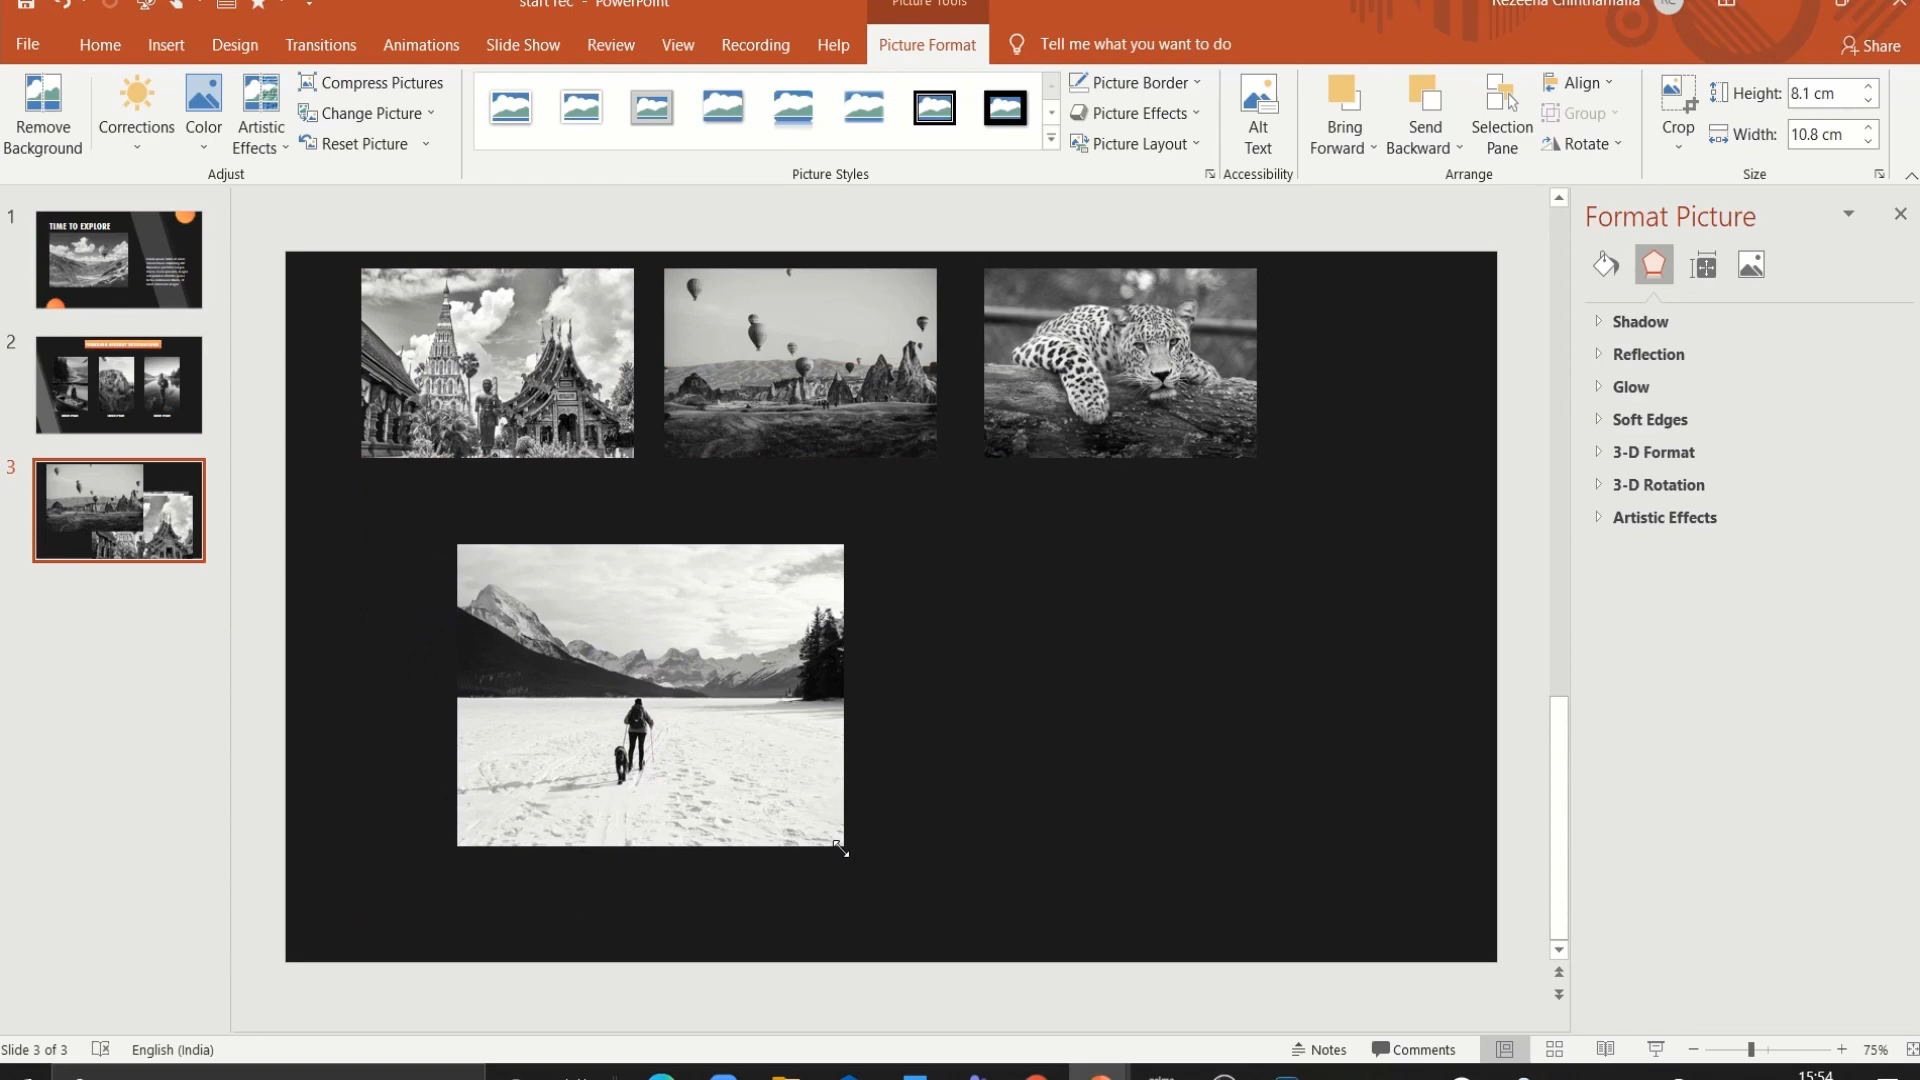 start rec - PowerPoint
Picture Tools
Rezeena Chinthamalla
RC
File
Home
Insert
Design
Transitions
Animations
Slide Show
Review
View
Recording
Help
Picture Format
Tell me what you want to do
Share
Remove
Background
Corrections
Color
Artistic
Effects
Compress Pictures
Change Picture
Reset Picture
Adjust
Picture Border
Picture Effects
Picture Layout
Picture Styles
Alt
Text
Accessibility
Bring
Forward
Send
Backward
Selection
Pane
Align
Group
Rotate
Arrange
Crop
Height: 8.1 cm
Width: 10.8 cm
Size
1
TIME TO EXPLORE
2
3
Format Picture
Shadow
Reflection
Glow
Soft Edges
3-D Format
3-D Rotation
Artistic Effects
Slide 3 of 3
English (India)
Notes
Comments
75%
15:54